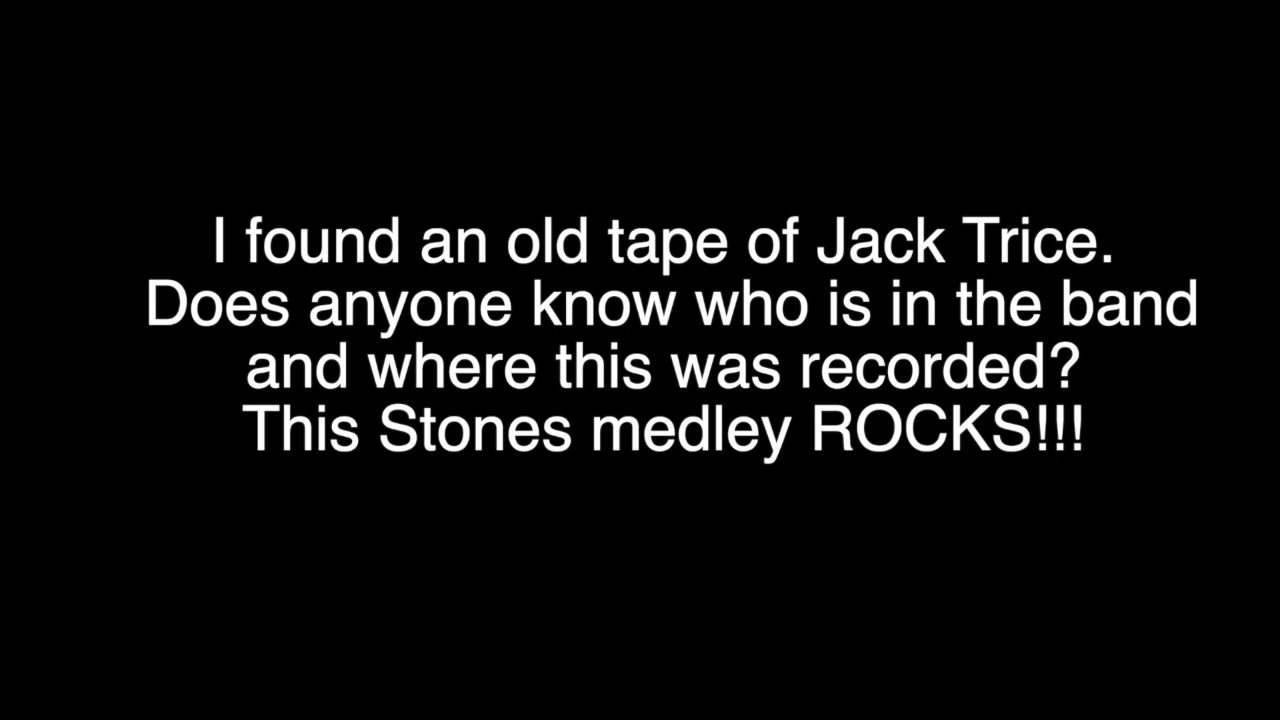 I found an old tape of Jack Trice.
Does anyone know who is in the band
and where this was recorded?
This Stones medley ROCKS!!!